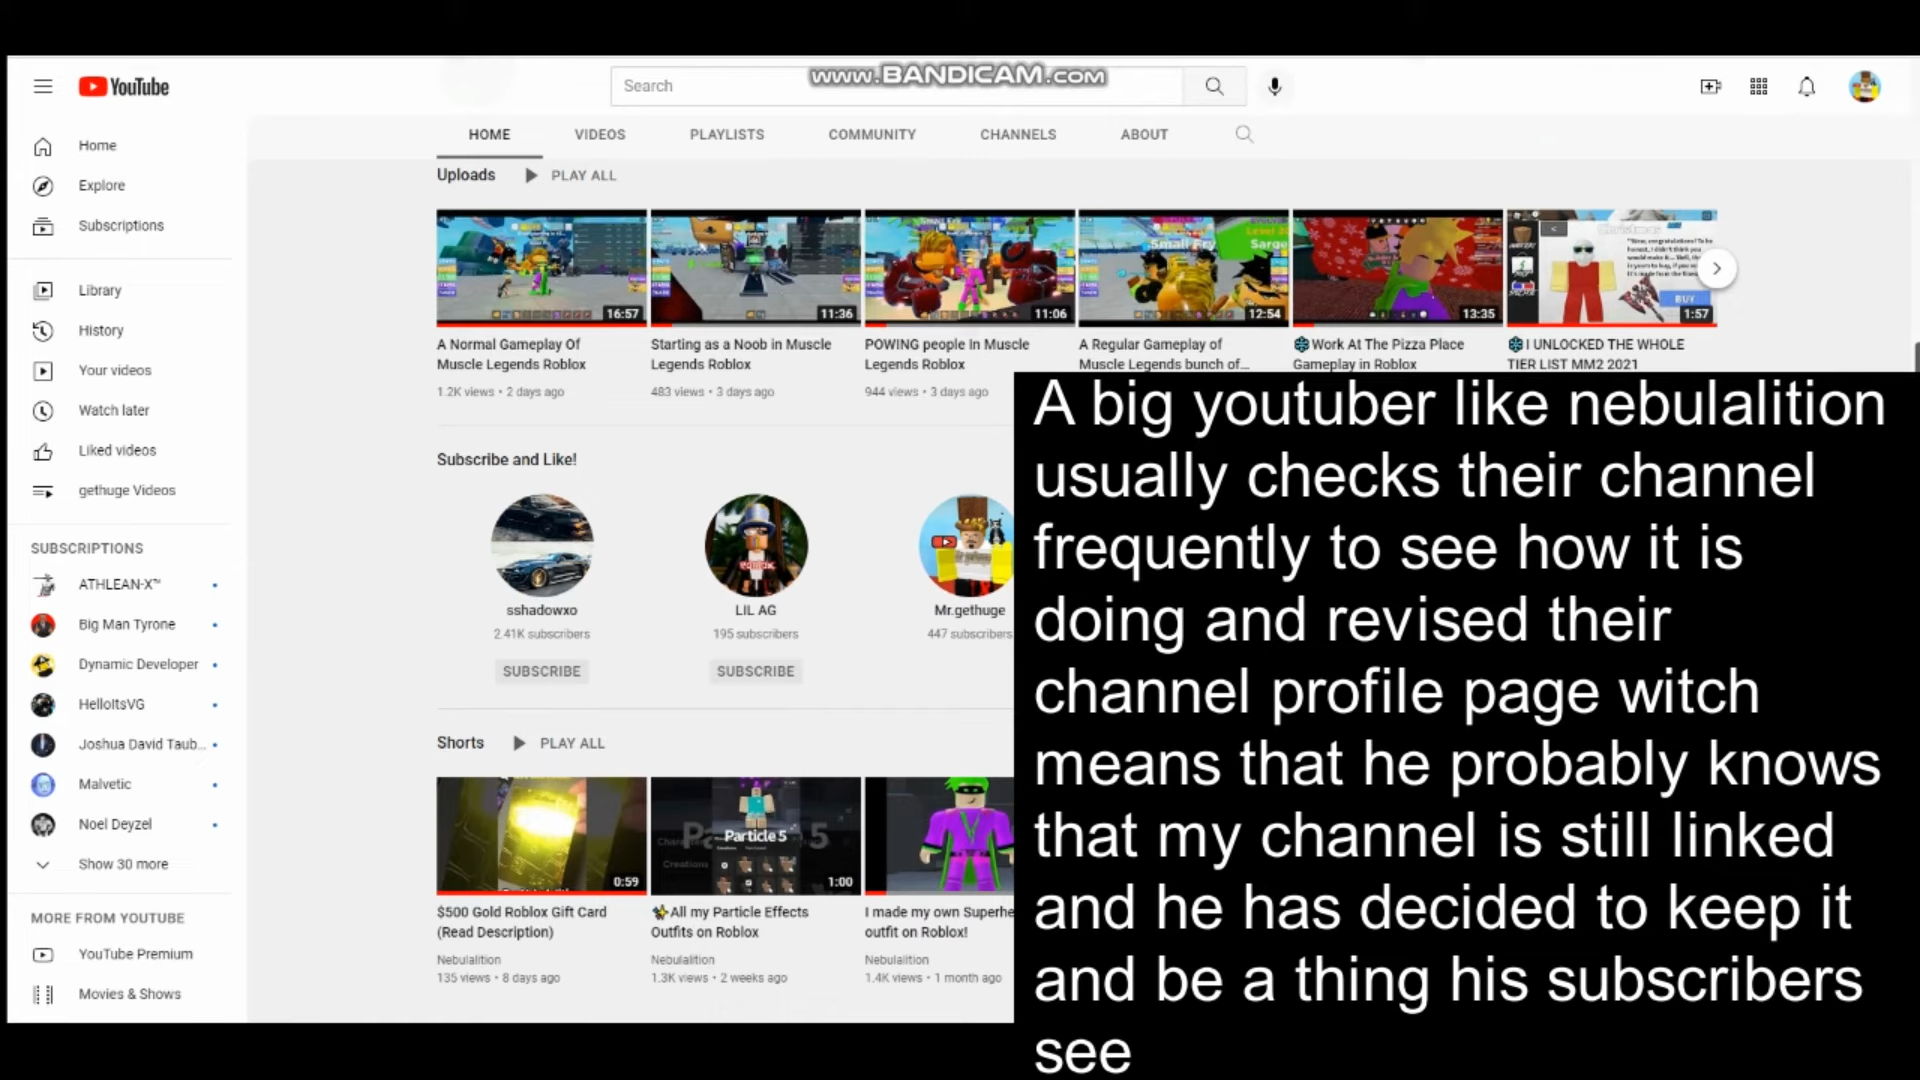 www.BANDICAM.com
YouTube
Search
HOME VIDEOS PLAYLISTS COMMUNITY CHANNELS ABOUT
Home
Explore
Subscriptions
Library
History
Your videos
Watch later
Liked videos
gethuge Videos
SUBSCRIPTIONS
ATHLEAN-X™
Big Man Tyrone
Dynamic Developer
HelloItsVG
Joshua David Taub...
Malvetic
Noel Deyzel
Show 30 more
MORE FROM YOUTUBE
YouTube Premium
Movies & Shows
Uploads PLAY ALL
16:57
11:36
11:06
Small Fry
12:54
13:35
Christmas
BUY
1:57
A Normal Gameplay Of
Muscle Legends Roblox
1.2K views • 2 days ago
Starting as a Noob in Muscle
Legends Roblox
483 views • 3 days ago
POWING people In Muscle
Legends Roblox
944 views • 3 days ago
A Regular Gameplay of
Muscle Legends bunch of...
Work At The Pizza Place
Gameplay in Roblox
I UNLOCKED THE WHOLE
TIER LIST MM2 2021
Subscribe and Like!
sshadowxo
2.41K subscribers
SUBSCRIBE
LIL AG
195 subscribers
SUBSCRIBE
Mr.gethuge
447 subscribers
Shorts PLAY ALL
0:59
Particle 5
1:00
$500 Gold Roblox Gift Card
(Read Description)
Nebulalition
135 views • 8 days ago
All my Particle Effects
Outfits on Roblox
Nebulalition
1.3K views • 2 weeks ago
I made my own Superhe
outfit on Roblox!
Nebulalition
1.4K views • 1 month ago
A big youtuber like nebulalition
usually checks their channel
frequently to see how it is
doing and revised their
channel profile page witch
means that he probably knows
that my channel is still linked
and he has decided to keep it
and be a thing his subscribers
see